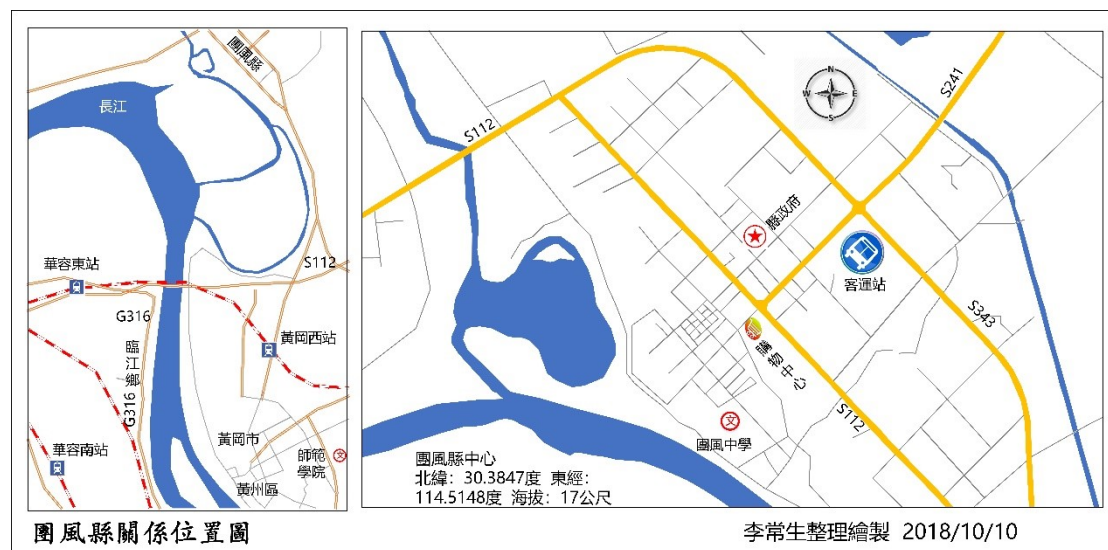 團風縣
長江
S112
華容東站
G316
黃岡西站
臨江鄉
G316
華容南站
黃岡市
師範
學院
文
黃州區
團風縣關係位置圖
S112
S241
N
W
E
S
縣政府
客運站
S343
購物中心
S112
文
團風中學
團風縣中心
北緯：30.3847度 東經：
114.5148度 海拔：17公尺
李常生整理繪製 2018/10/10